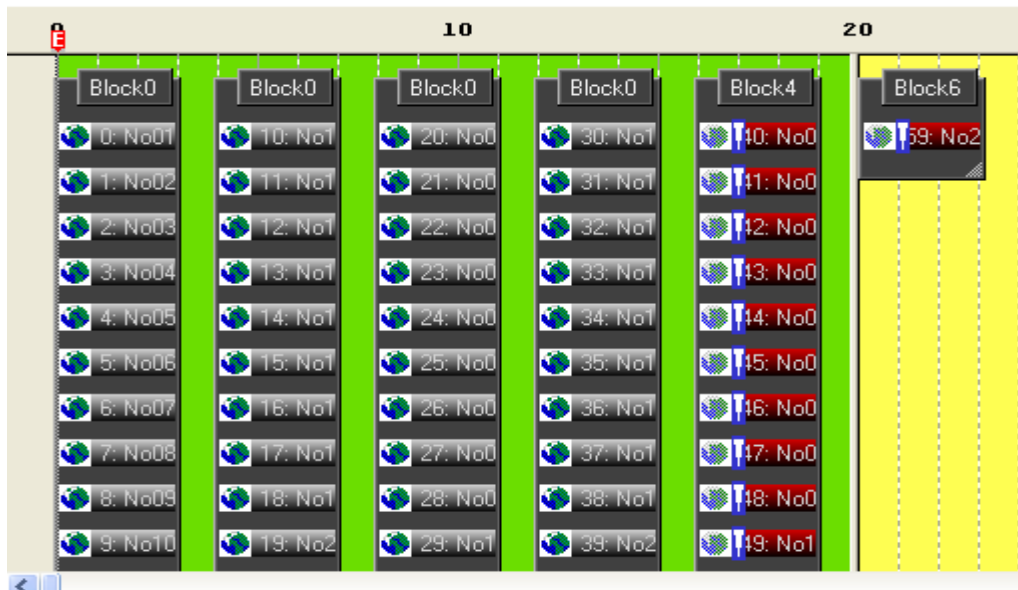 0 10 20
E
Block0 Block0 Block0 Block0 Block4 Block6
0: No01 10: No1 20: No0 30: No1 40: No0 59: No2
1: No02 11: No1 21: No0 31: No1 41: No0
2: No03 12: No1 22: No0 32: No1 42: No0
3: No04 13: No1 23: No0 33: No1 43: No0
4: No05 14: No1 24: No0 34: No1 44: No0
5: No06 15: No1 25: No0 35: No1 45: No0
6: No07 16: No1 26: No0 36: No1 46: No0
7: No08 17: No1 27: No0 37: No1 47: No0
8: No09 18: No1 28: No0 38: No1 48: No0
9: No10 19: No2 29: No1 39: No2 49: No1